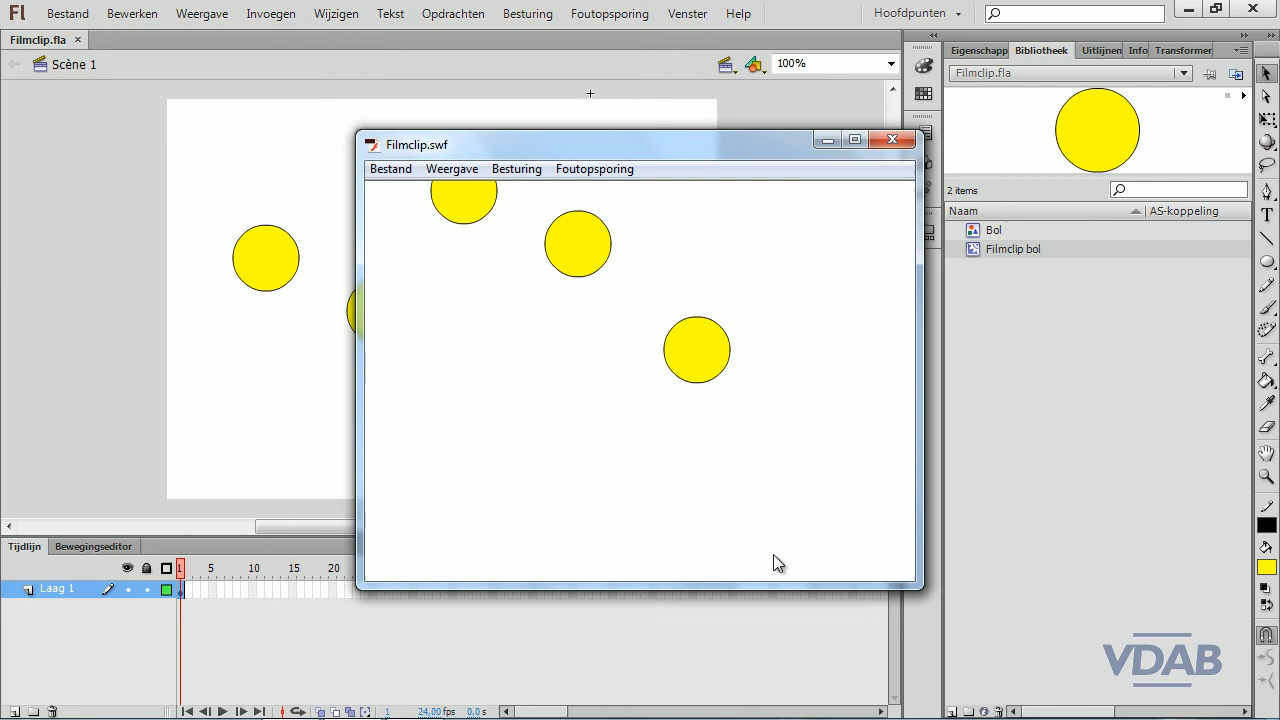 Fl Bestand Bewerken Weergave Invoegen Wijzigen Tekst Opdrachten Besturing Foutopsporing Venster Help Hoofdpunten
Filmclip.fla
Scène 1
100%
Filmclip.swf
Bestand Weergave Besturing Foutopsporing
Eigenschapp Bibliotheek Uitlijnen Info Transformer
Filmclip.fla
2 items
Naam AS-koppeling
Bol
Filmclip bol
Tijdlijn Bewegingseditor
1 5 10 15 20
Laag 1
1 24,00 fps 0,0 s
VDAB